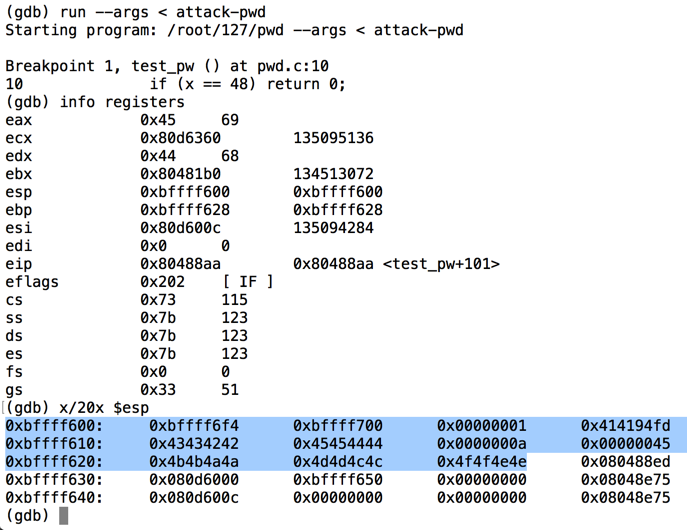 (gdb) run --args < attack-pwd
Starting program: /root/127/pwd --args < attack-pwd

Breakpoint 1, test_pw () at pwd.c:10
10              if (x == 48) return 0;
(gdb) info registers
eax            0x45     69
ecx            0x80d6360        135095136
edx            0x44     68
ebx            0x80481b0        134513072
esp            0xbffff600       0xbffff600
ebp            0xbffff628       0xbffff628
esi            0x80d600c        135094284
edi            0x0      0
eip            0x80488aa        0x80488aa <test_pw+101>
eflags         0x202    [ IF ]
cs             0x73     115
ss             0x7b     123
ds             0x7b     123
es             0x7b     123
fs             0x0      0
gs             0x33     51
(gdb) x/20x $esp
0xbffff600:     0xbffff6f4      0xbffff700      0x00000001      0x414194fd
0xbffff610:     0x43434242      0x45454444      0x0000000a      0x00000045
0xbffff620:     0x4b4b4a4a      0x4d4d4c4c      0x4f4f4e4e      0x080488ed
0xbffff630:     0x080d6000      0xbffff650      0x00000000      0x08048e75
0xbffff640:     0x080d600c      0x00000000      0x00000000      0x08048e75
(gdb)